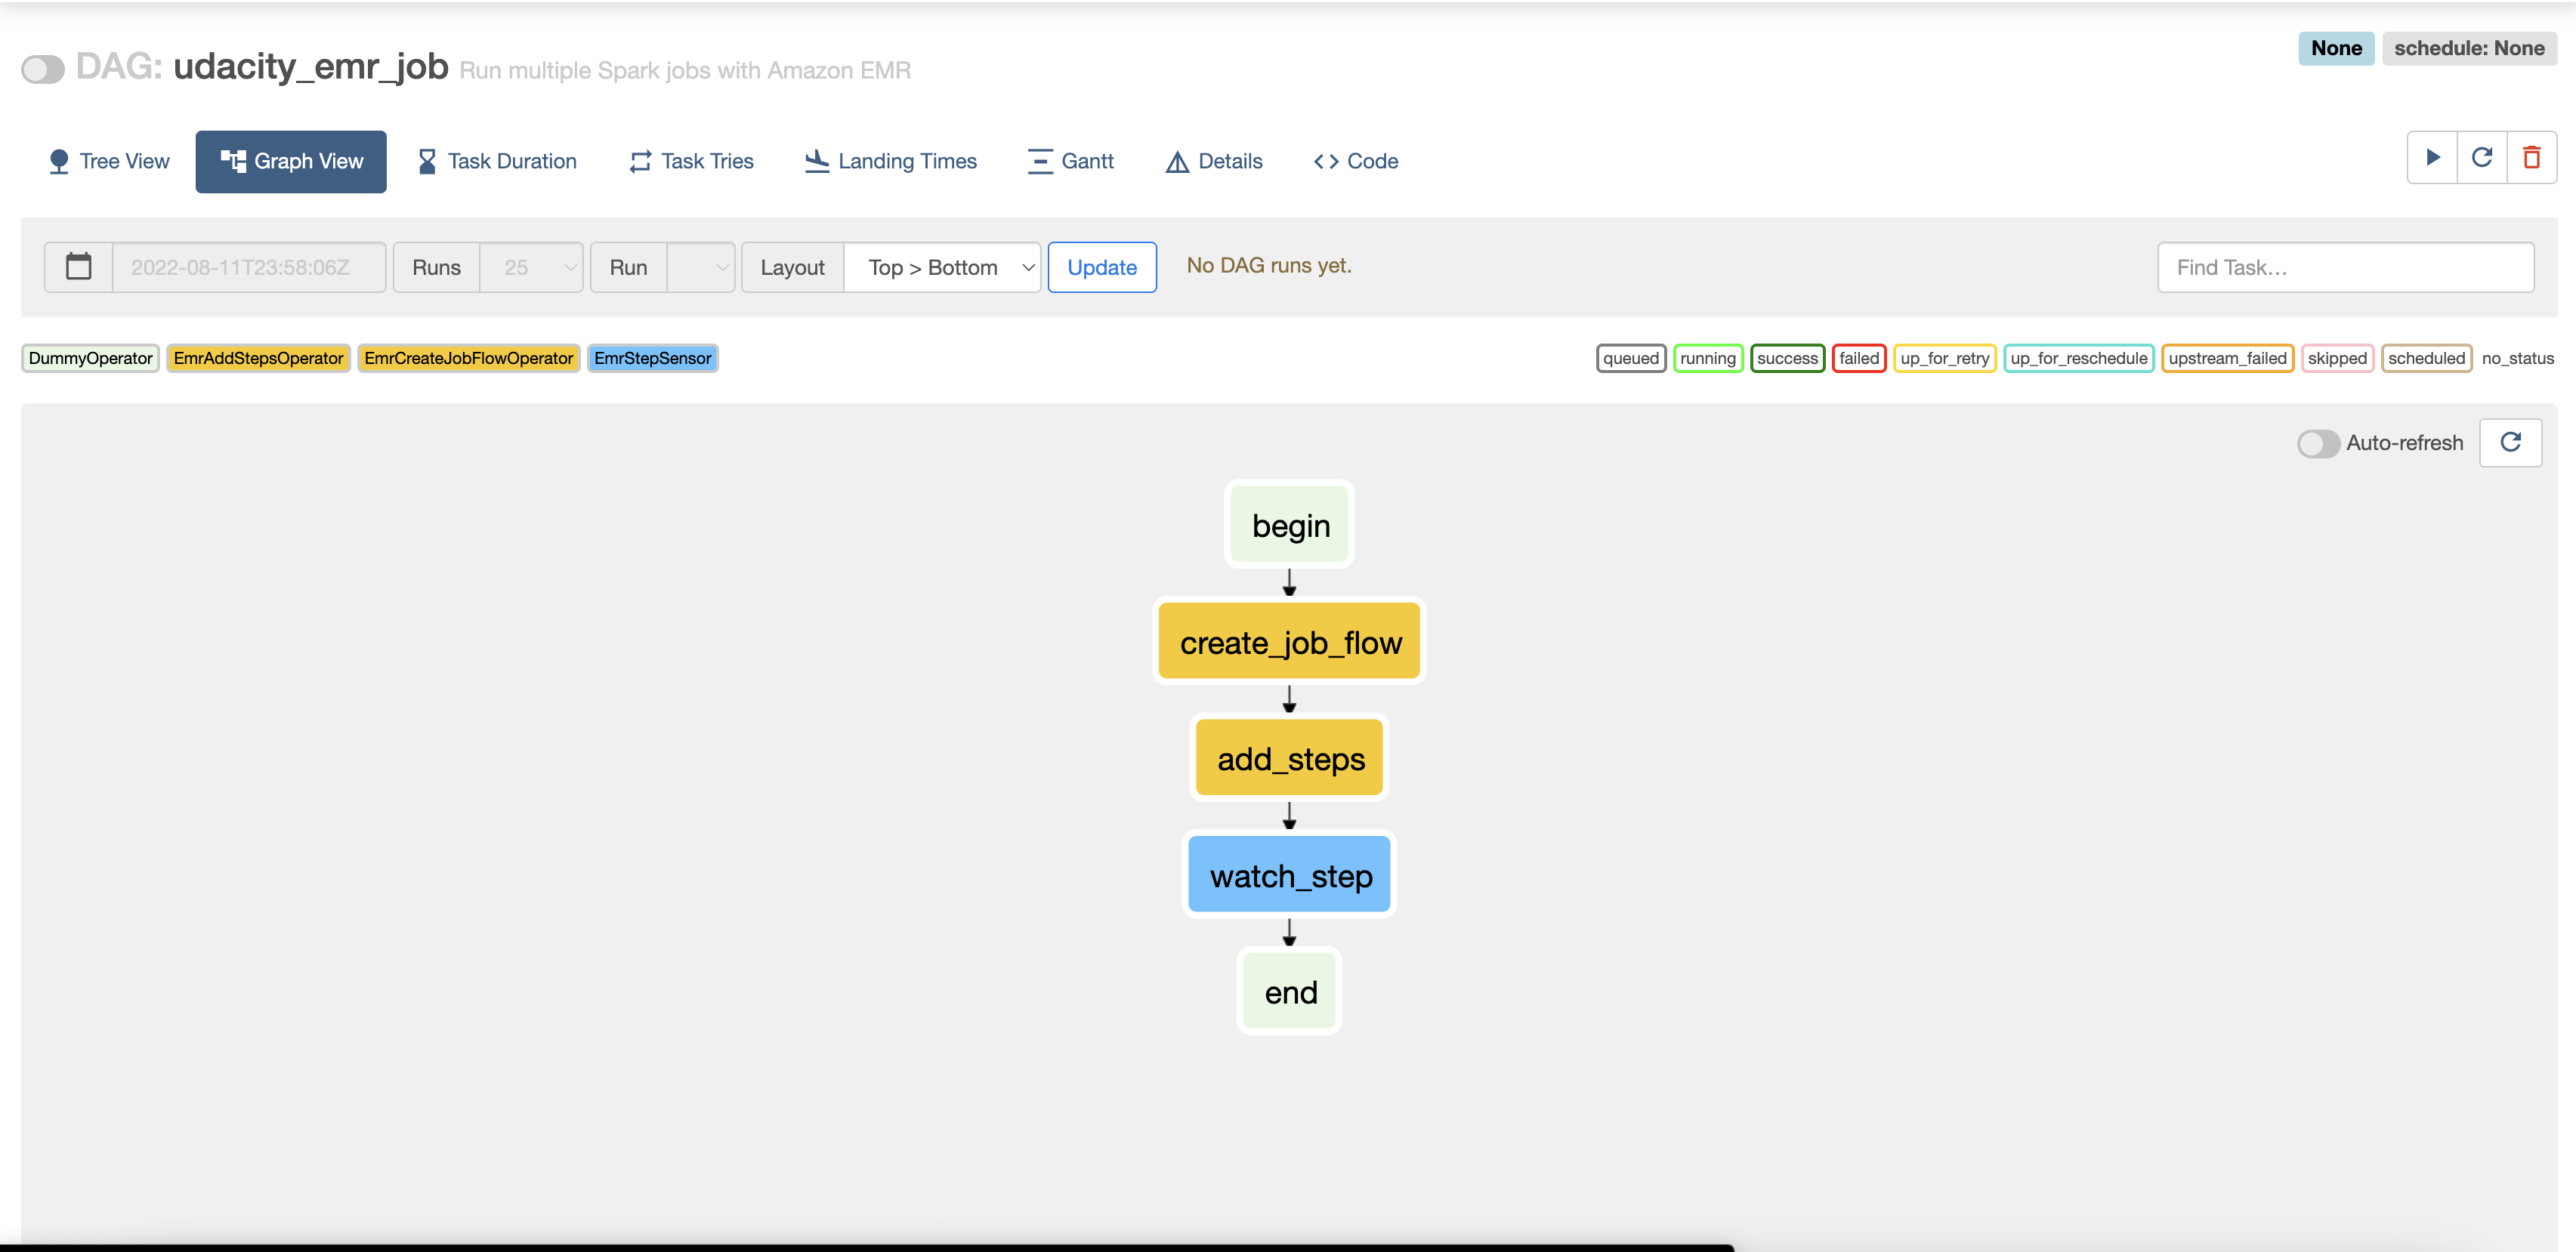 DAG: udacity_emr_job Run multiple Spark jobs with Amazon EMR
None schedule: None
Tree View Graph View Task Duration Task Tries Landing Times Gantt Details Code
2022-08-11T23:58:06Z Runs 25 Run Layout Top > Bottom Update No DAG runs yet. Find Task...
DummyOperator EmrAddStepsOperator EmrCreateJobFlowOperator EmrStepSensor queued running success failed up_for_retry up_for_reschedule upstream_failed skipped scheduled no_status
Auto-refresh
begin
create_job_flow
add_steps
watch_step
end